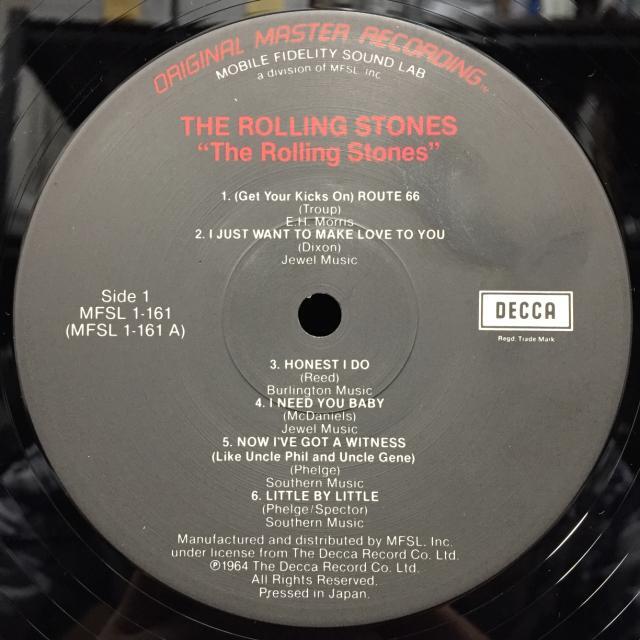 ORIGINAL MASTER RECORDING™
MOBILE FIDELITY SOUND LAB
a division of MFSL, Inc.
THE ROLLING STONES
“The Rolling Stones”
1. (Get Your Kicks On) ROUTE 66
(Troup)
E.H. Morris
2. I JUST WANT TO MAKE LOVE TO YOU
(Dixon)
Jewel Music
Side 1
MFSL 1-161
(MFSL 1-161 A)
DECCA
Regd. Trade Mark
3. HONEST I DO
(Reed)
Burlington Music
4. I NEED YOU BABY
(McDaniels)
Jewel Music
5. NOW I'VE GOT A WITNESS
(Like Uncle Phil and Uncle Gene)
(Phelge)
Southern Music
6. LITTLE BY LITTLE
(Phelge/Spector)
Southern Music
Manufactured and distributed by MFSL, Inc.
under license from The Decca Record Co. Ltd.
℗1964 The Decca Record Co. Ltd.
All Rights Reserved.
Pressed in Japan.